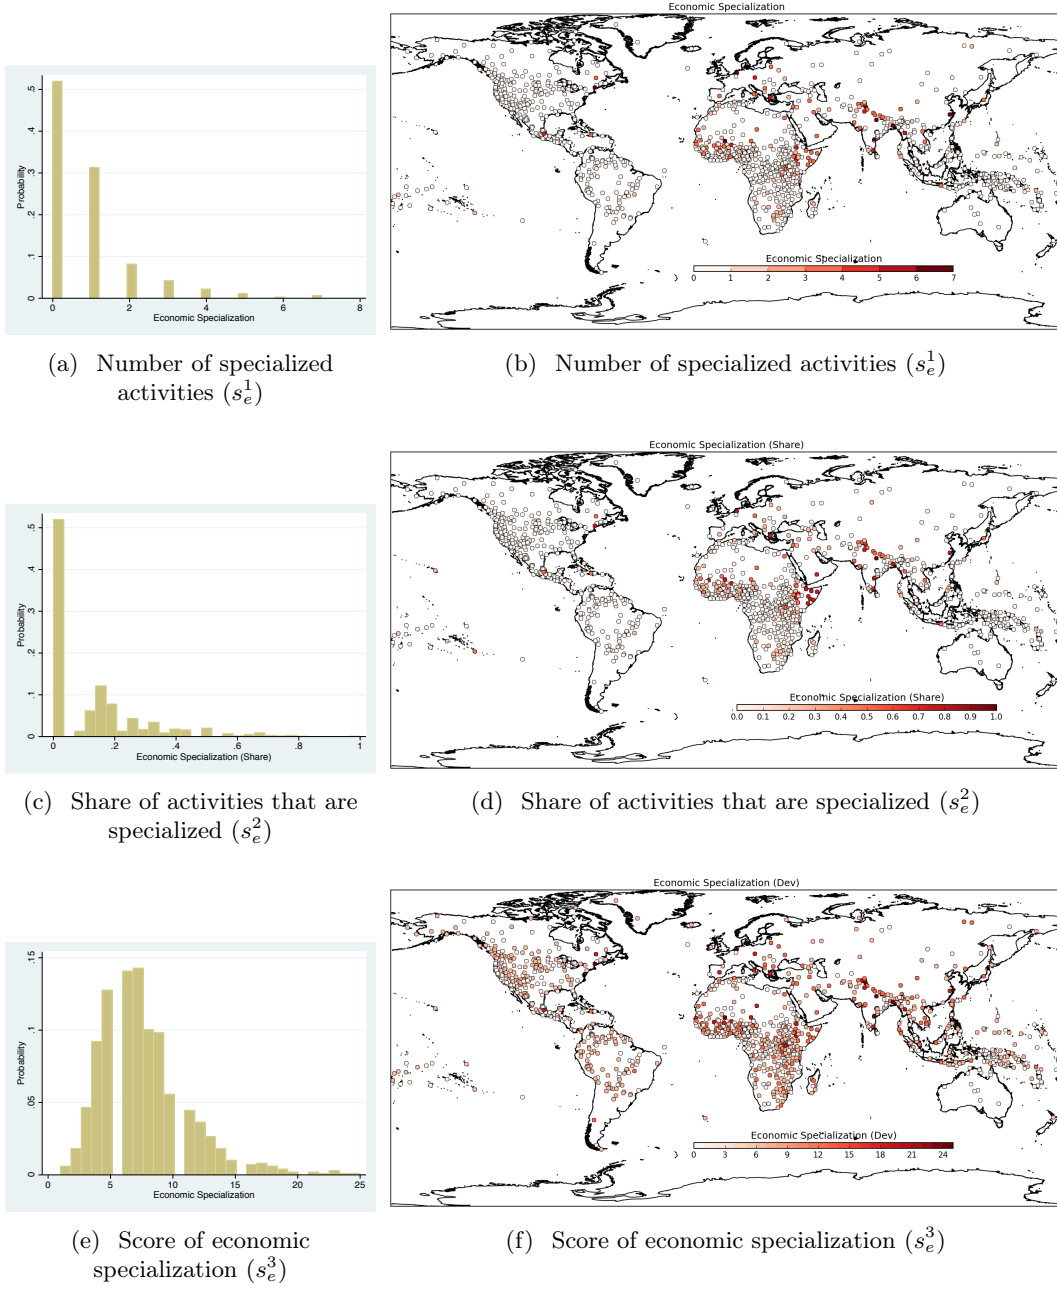 Economic Specialization
.5
.4
.3
.2
.1
0
Probability
0 2 4 6 8
Economic Specialization
Economic Specialization
0 1 2 3 4 5 6 7
(a) Number of specialized
activities (s_e^1)
(b) Number of specialized activities (s_e^1)
Economic Specialization (Share)
.5
.4
.3
.2
.1
0
Probability
0 .2 .4 .6 .8 1
Economic Specialization (Share)
Economic Specialization (Share)
0.0 0.1 0.2 0.3 0.4 0.5 0.6 0.7 0.8 0.9 1.0
(c) Share of activities that are
specialized (s_e^2)
(d) Share of activities that are specialized (s_e^2)
Economic Specialization (Dev)
.15
.1
.05
0
Probability
0 5 10 15 20 25
Economic Specialization
Economic Specialization (Dev)
0 3 6 9 12 15 18 21 24
(e) Score of economic
specialization (s_e^3)
(f) Score of economic specialization (s_e^3)